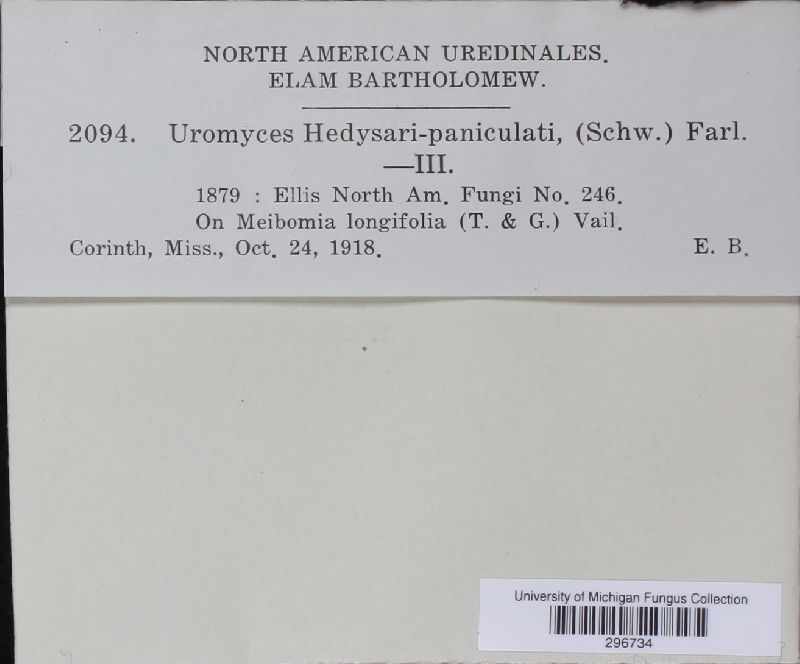 NORTH AMERICAN UREDINALES.
ELAM BARTHOLOMEW.
2094. Uromyces Hedysari-paniculati, (Schw.) Farl.
—III.
1879 : Ellis North Am. Fungi No. 246.
On Meibomia longifolia (T. & G.) Vail.
Corinth, Miss., Oct. 24, 1918. E. B.
University of Michigan Fungus Collection
296734